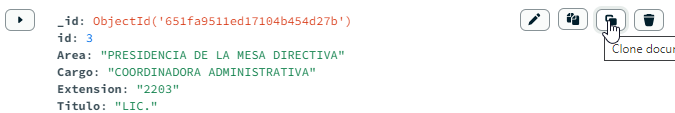 _id: ObjectId('651fa9511ed17104b454d27b')
id: 3
Area: "PRESIDENCIA DE LA MESA DIRECTIVA"
Cargo: "COORDINADORA ADMINISTRATIVA"
Extension: "2203"
Titulo: "LIC."
Clone